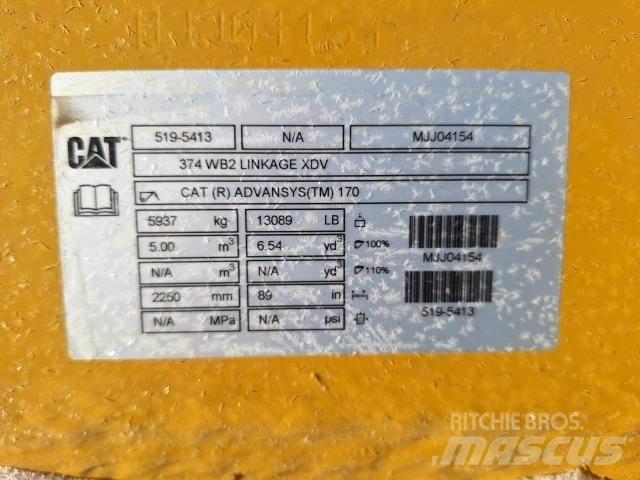 MJJ04154
CAT 519-5413 N/A MJJ04154
374 WB2 LINKAGE XDV
CAT (R) ADVANSYS(TM) 170
5937 kg 13089 LB
5.00 m³ 6.54 yd³ 100%
MJJ04154
N/A m³ N/A yd³ 110%
2250 mm 89 in
519-5413
N/A MPa N/A psi
RITCHIE BROS.
MASCUS